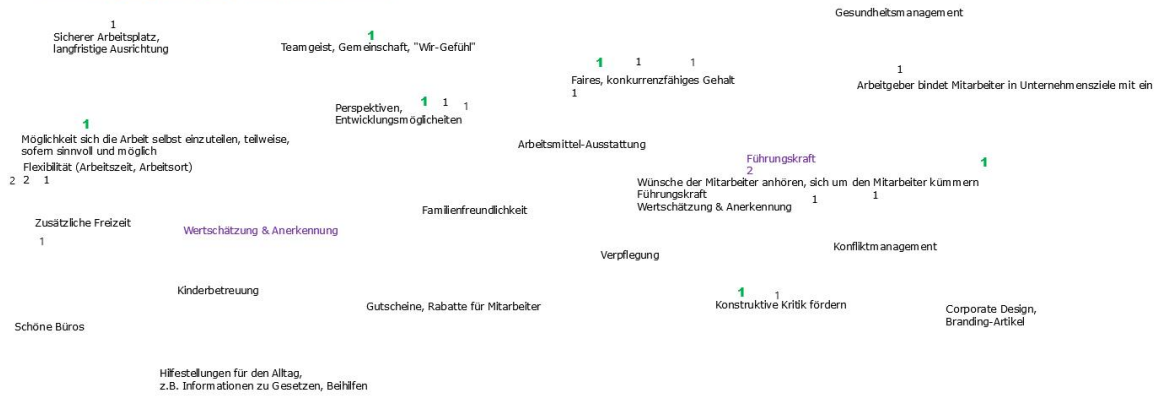 Gesundheitsmanagement
1
Sicherer Arbeitsplatz,
langfristige Ausrichtung
1
Teamgeist, Gemeinschaft, "Wir-Gefühl"
1 1 1
Faires, konkurrenzfähiges Gehalt
1
1
Arbeitgeber bindet Mitarbeiter in Unternehmensziele mit ein
1 1 1
Perspektiven,
Entwicklungsmöglicheiten
1
Möglichkeit sich die Arbeit selbst einzuteilen, teilweise,
sofern sinnvoll und möglich
Flexibilität (Arbeitszeit, Arbeitsort)
2 2 1
Arbeitsmittel-Ausstattung
Führungskraft
2
1
Wünsche der Mitarbeiter anhören, sich um den Mitarbeiter kümmern
Führungskraft
1 1
Wertschätzung & Anerkennung
Familienfreundlichkeit
Zusätzliche Freizeit
1
Wertschätzung & Anerkennung
Konfliktmanagement
Verpflegung
Kinderbetreuung
Gutscheine, Rabatte für Mitarbeiter
1 1
Konstruktive Kritik fördern
Corporate Design,
Branding-Artikel
Schöne Büros
Hilfestellungen für den Alltag,
z.B. Informationen zu Gesetzen, Beihilfen